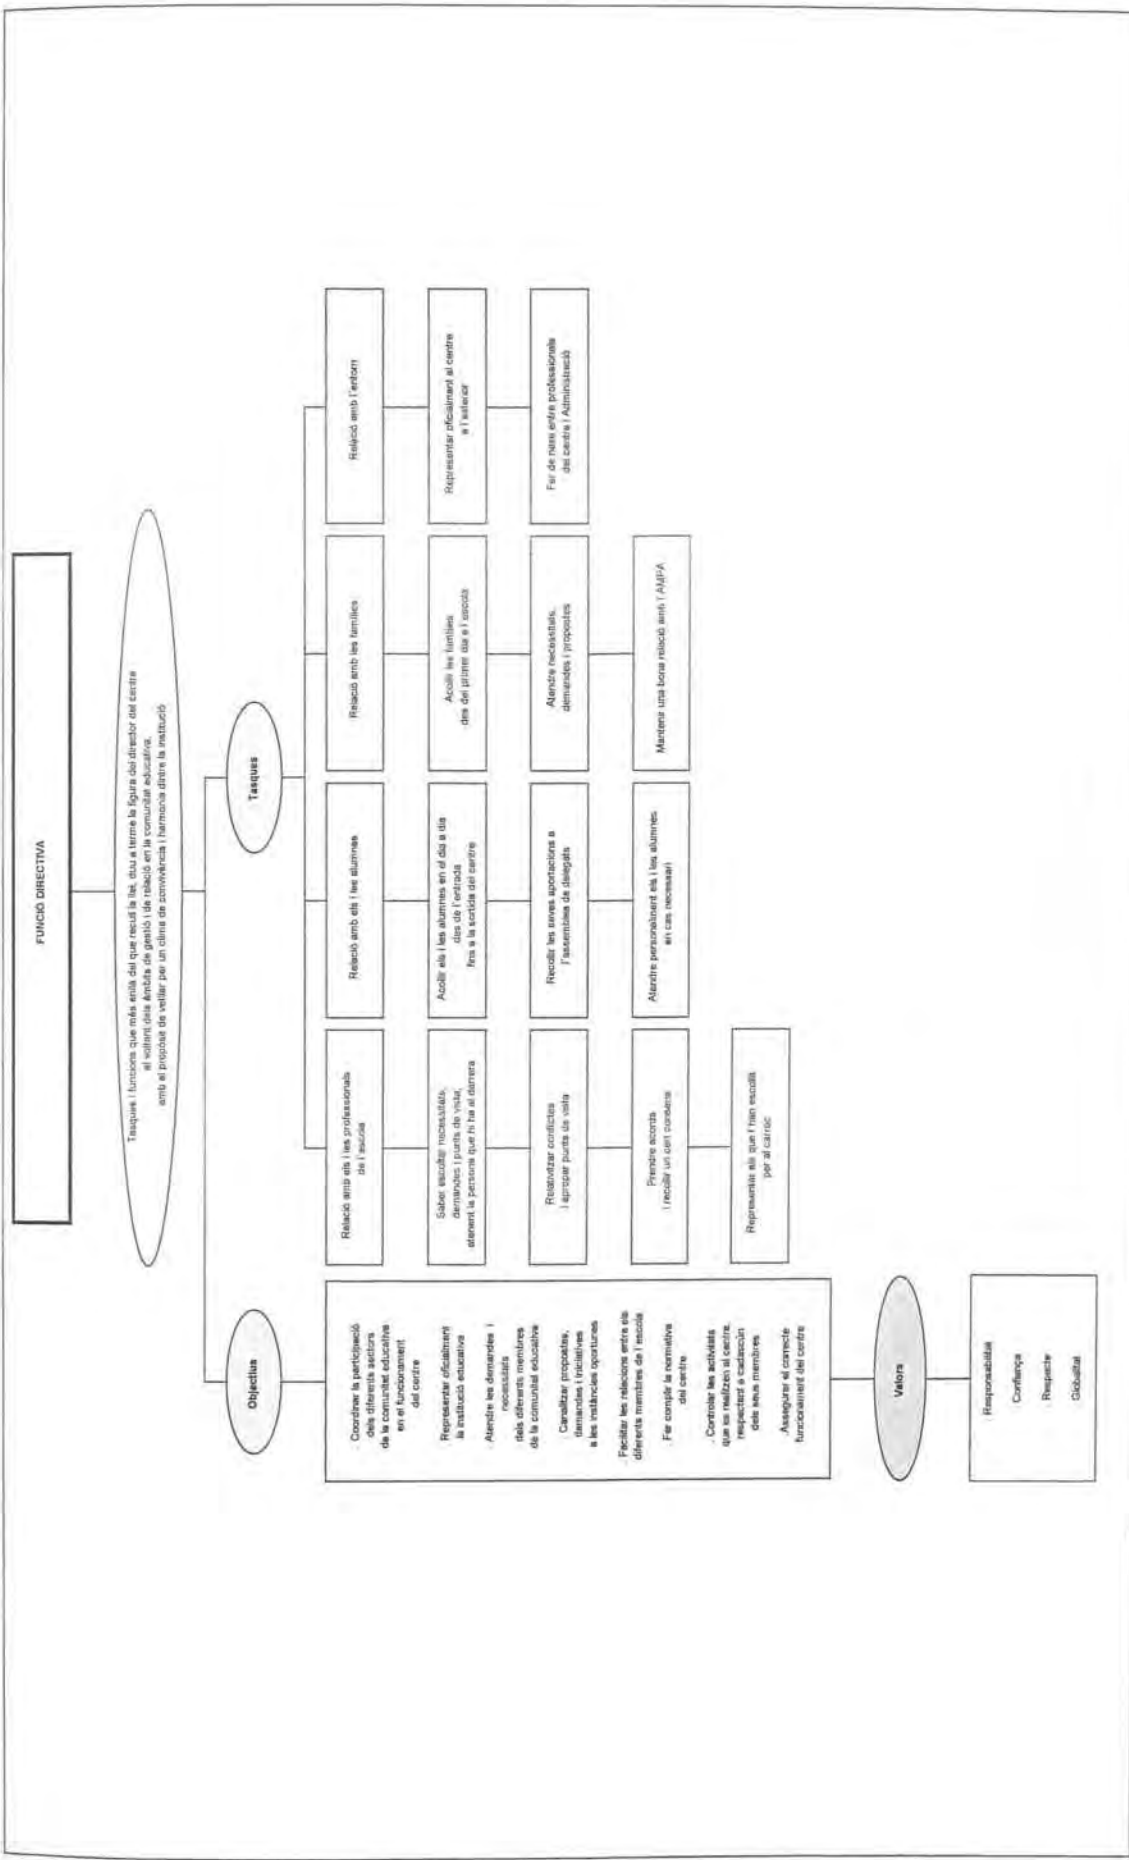 FUNCIÓ DIRECTIVA
Tasques i funcions que més enllà del que recull la llei, duu a terme la figura del director del centre
al voltant dels àmbits de gestió i de relació en la comunitat educativa,
amb el propòsit de vetllar per un clima de convivència i harmonia dintre la institució
Objectius
. Coordinar la participació
dels diferents sectors
de la comunitat educativa
en el funcionament
del centre
. Representar oficialment
la institució educativa
. Atendre les demandes i
necessitats
dels diferents membres
de la comunitat educativa
. Canalitzar propostes,
demandes i iniciatives
a les instàncies oportunes
. Facilitar les relacions entre els
diferents membres de l'escola
. Fer complir la normativa
del centre
. Controlar les activitats
que es realitzen al centre,
respectant a cadascún
dels seus membres
. Assegurar el correcte
funcionament del centre
Valors
. Responsabilitat
. Confiança
. Respecte
. Globalitat
Tasques
Relació amb els i les professionals
de l'escola
Saber escoltar necessitats,
demandes i punts de vista,
atenent la persona que hi ha al darrera
Relativitzar conflictes
i apropar punts de vista
Prendre acords
i recollir un cert consens
Representar als que l'han escollit
per al càrrec
Relació amb els i les alumnes
Acollir els i les alumnes en el dia a dia
des de l'entrada
fins a la sortida del centre
Recollir les seves aportacions a
l'assemblea de delegats
Atendre personalment els i les alumnes
en cas necessari
Relació amb les famílies
Acollir les famílies
des del primer dia a l'escola
Atendre necessitats,
demandes i propostes
Mantenir una bona relació amb l'AMPA
Relació amb l'entorn
Representar oficialment al centre
a l'exterior
Fer de nexe entre professionals
del centre i Administració